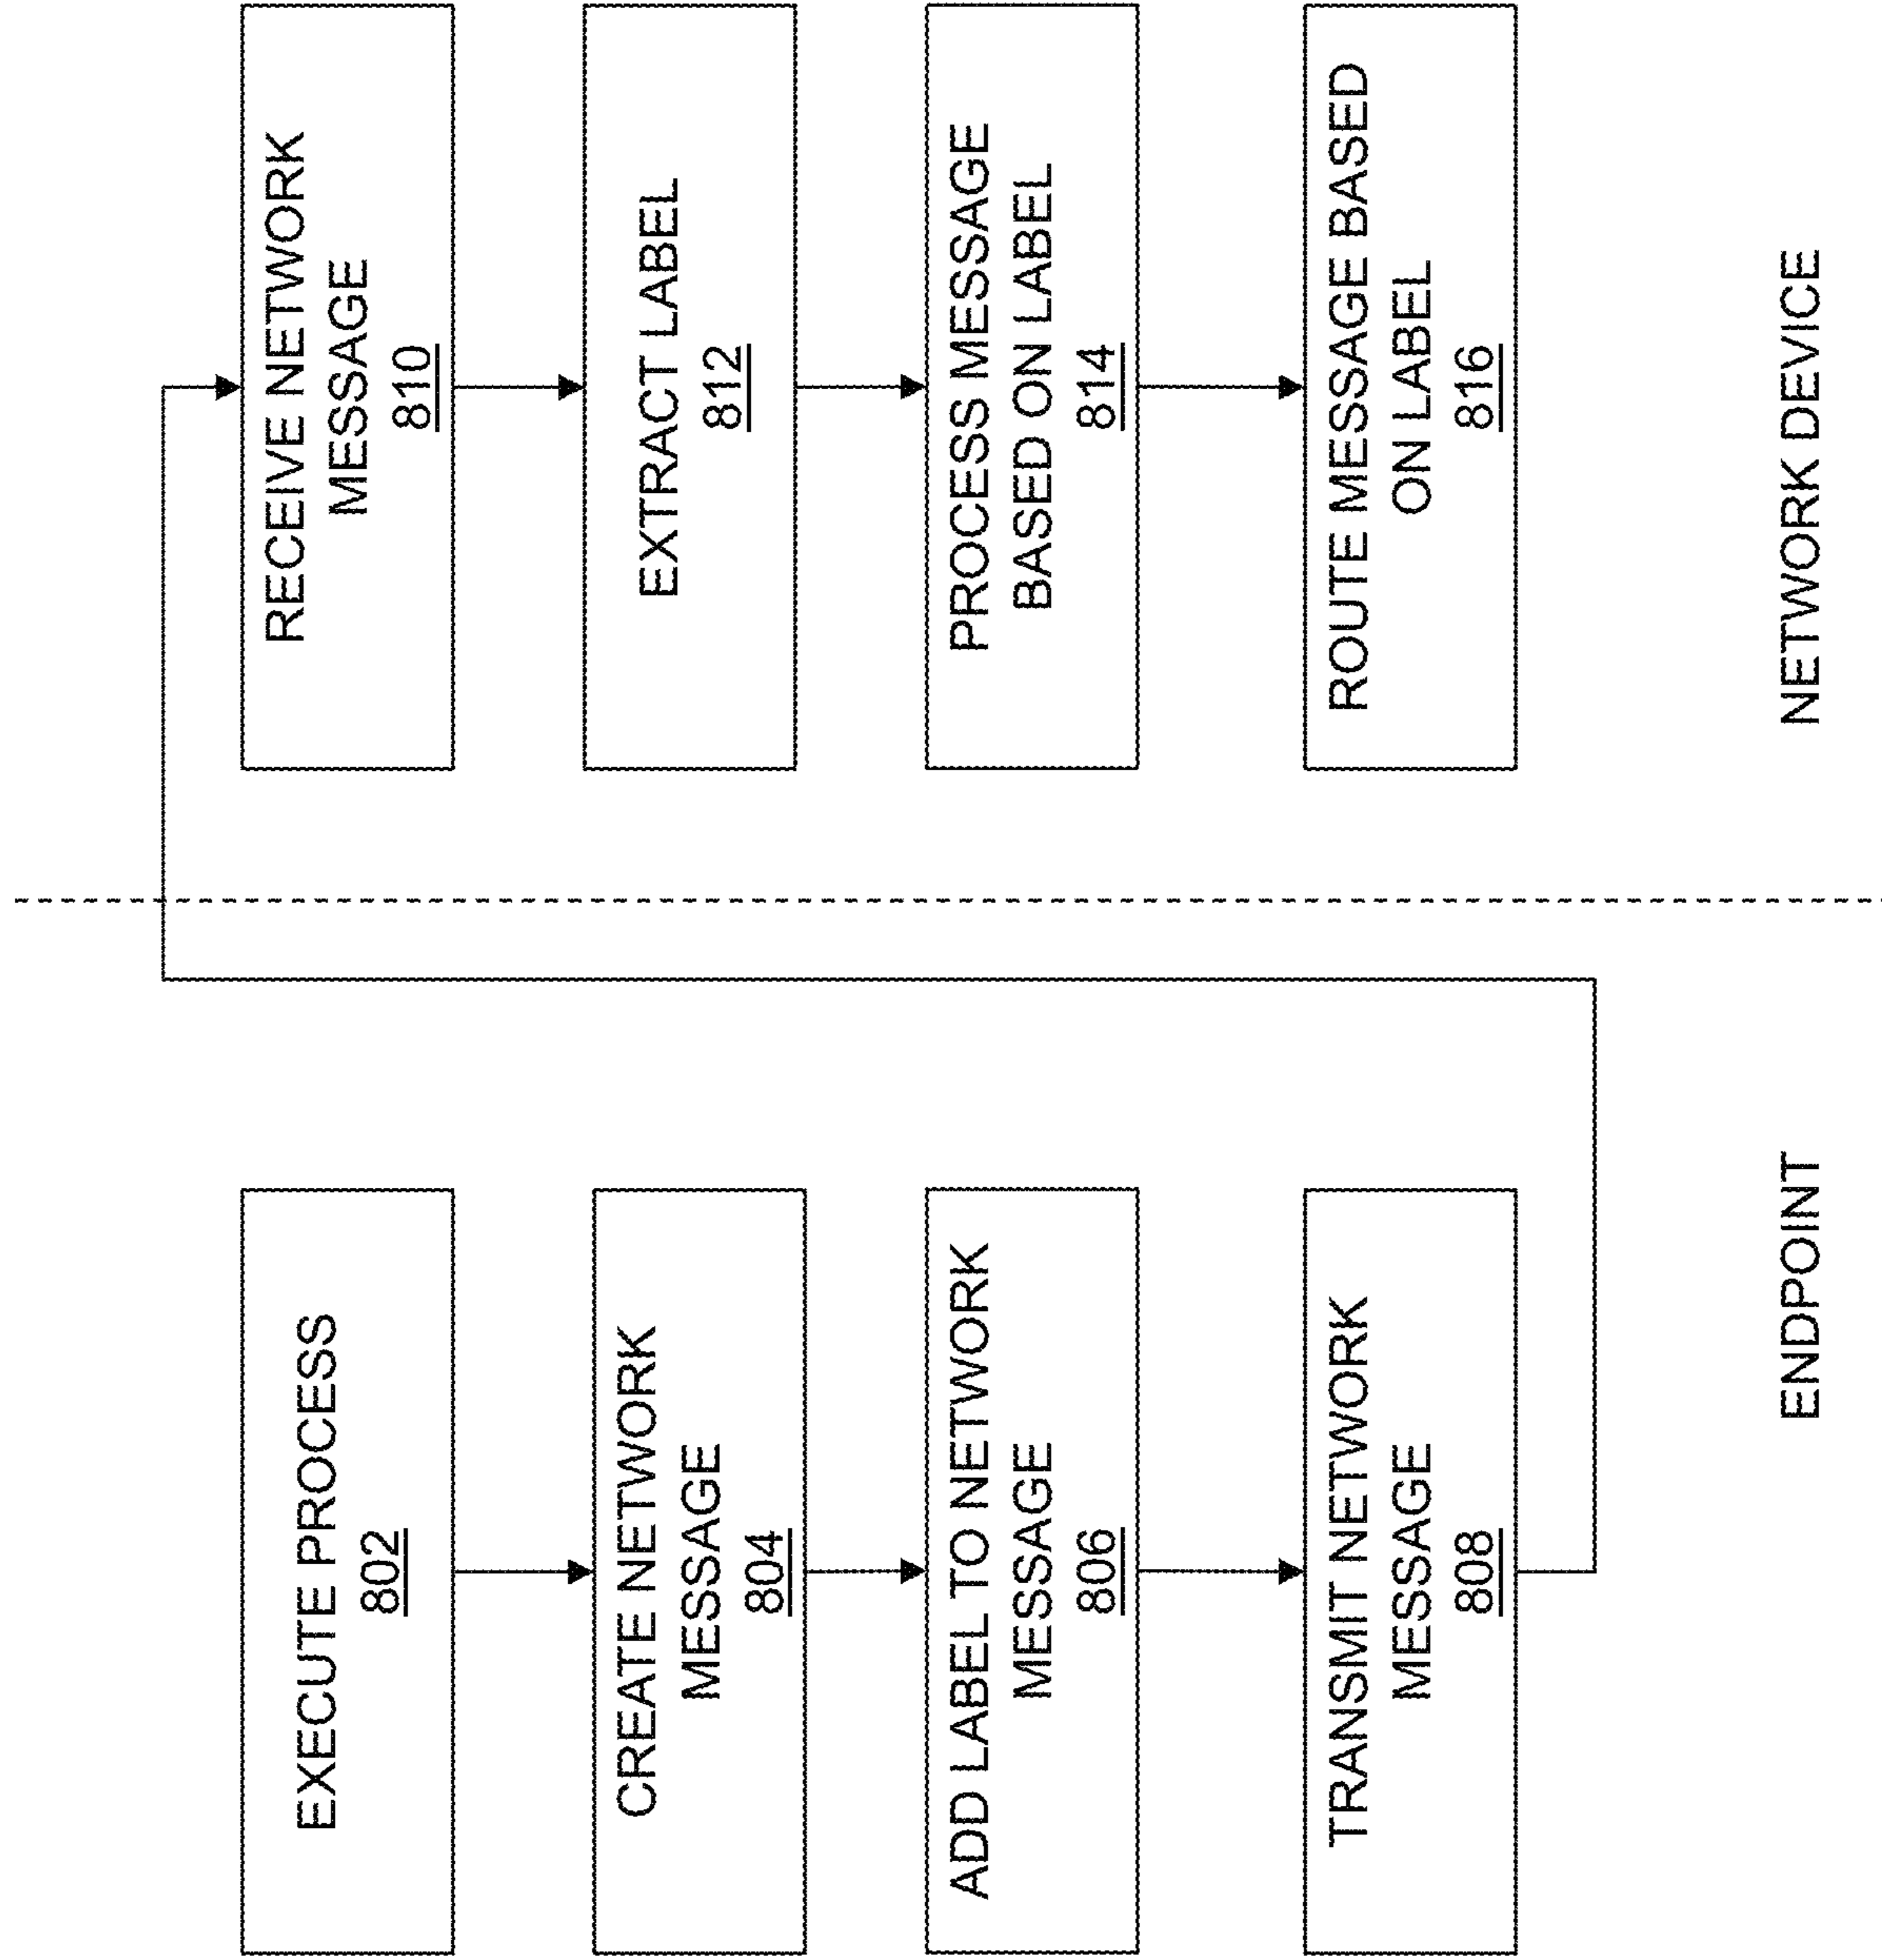 EXECUTE PROCESS
802
CREATE NETWORK
MESSAGE
804
ADD LABEL TO NETWORK
MESSAGE
806
TRANSMIT NETWORK
MESSAGE
808
ENDPOINT
RECEIVE NETWORK
MESSAGE
810
EXTRACT LABEL
812
PROCESS MESSAGE
BASED ON LABEL
814
ROUTE MESSAGE BASED
ON LABEL
816
NETWORK DEVICE